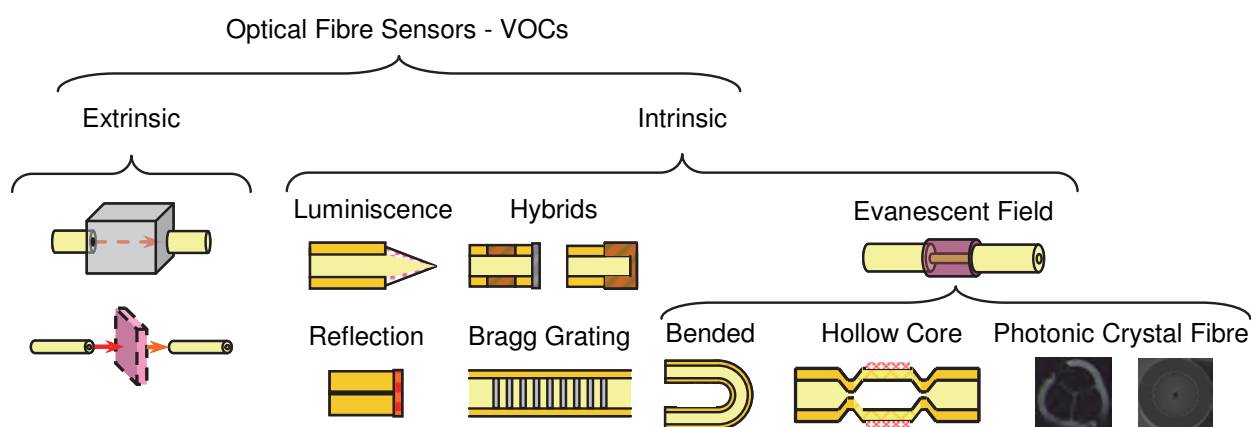 Optical Fibre Sensors - VOCs
Extrinsic
Intrinsic
Luminiscence
Hybrids
Evanescent Field
Reflection
Bragg Grating
Bended
Hollow Core
Photonic Crystal Fibre